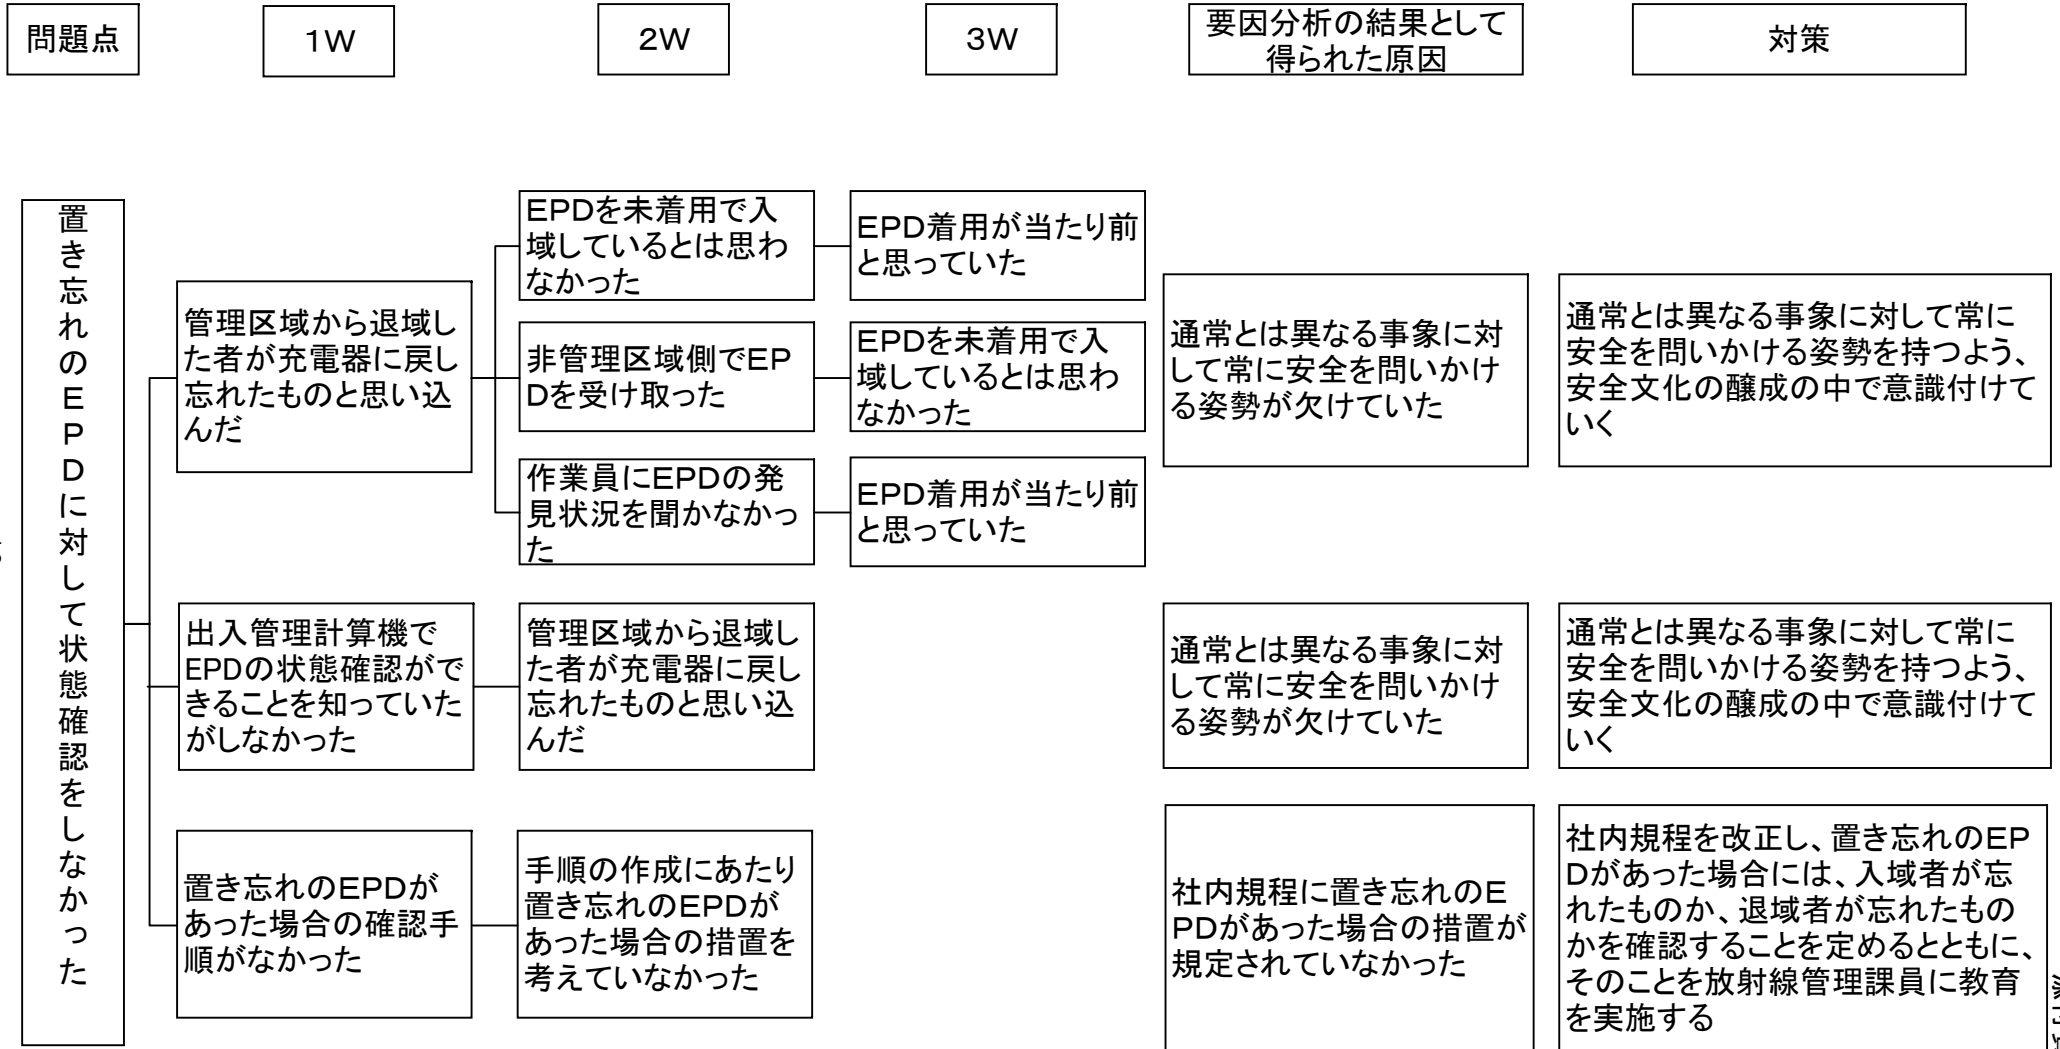 問題点
1W
2W
3W
要因分析の結果として
得られた原因
対策
置き忘れのEPDに対して状態確認をしなかった
管理区域から退域し
た者が充電器に戻し
忘れたものと思い込
んだ
EPDを未着用で入
域しているとは思わ
なかった
EPD着用が当たり前
と思っていた
非管理区域側でEP
Dを受け取った
EPDを未着用で入
域しているとは思わ
なかった
作業員にEPDの発
見状況を聞かなかっ
た
EPD着用が当たり前
と思っていた
通常とは異なる事象に対
して常に安全を問いかけ
る姿勢が欠けていた
通常とは異なる事象に対して常に
安全を問いかける姿勢を持つよう、
安全文化の醸成の中で意識付けて
いく
出入管理計算機で
EPDの状態確認がで
きることを知っていた
がしなかった
管理区域から退域し
た者が充電器に戻し
忘れたものと思い込
んだ
通常とは異なる事象に対
して常に安全を問いかけ
る姿勢が欠けていた
通常とは異なる事象に対して常に
安全を問いかける姿勢を持つよう、
安全文化の醸成の中で意識付けて
いく
置き忘れのEPDが
あった場合の確認手
順がなかった
手順の作成にあたり
置き忘れのEPDが
あった場合の措置を
考えていなかった
社内規程に置き忘れのE
PDがあった場合の措置が
規定されていなかった
社内規程を改正し、置き忘れのEP
Dがあった場合には、入域者が忘
れたものか、退域者が忘れたもの
かを確認することを定めるとともに、
そのことを放射線管理課員に教育
を実施する